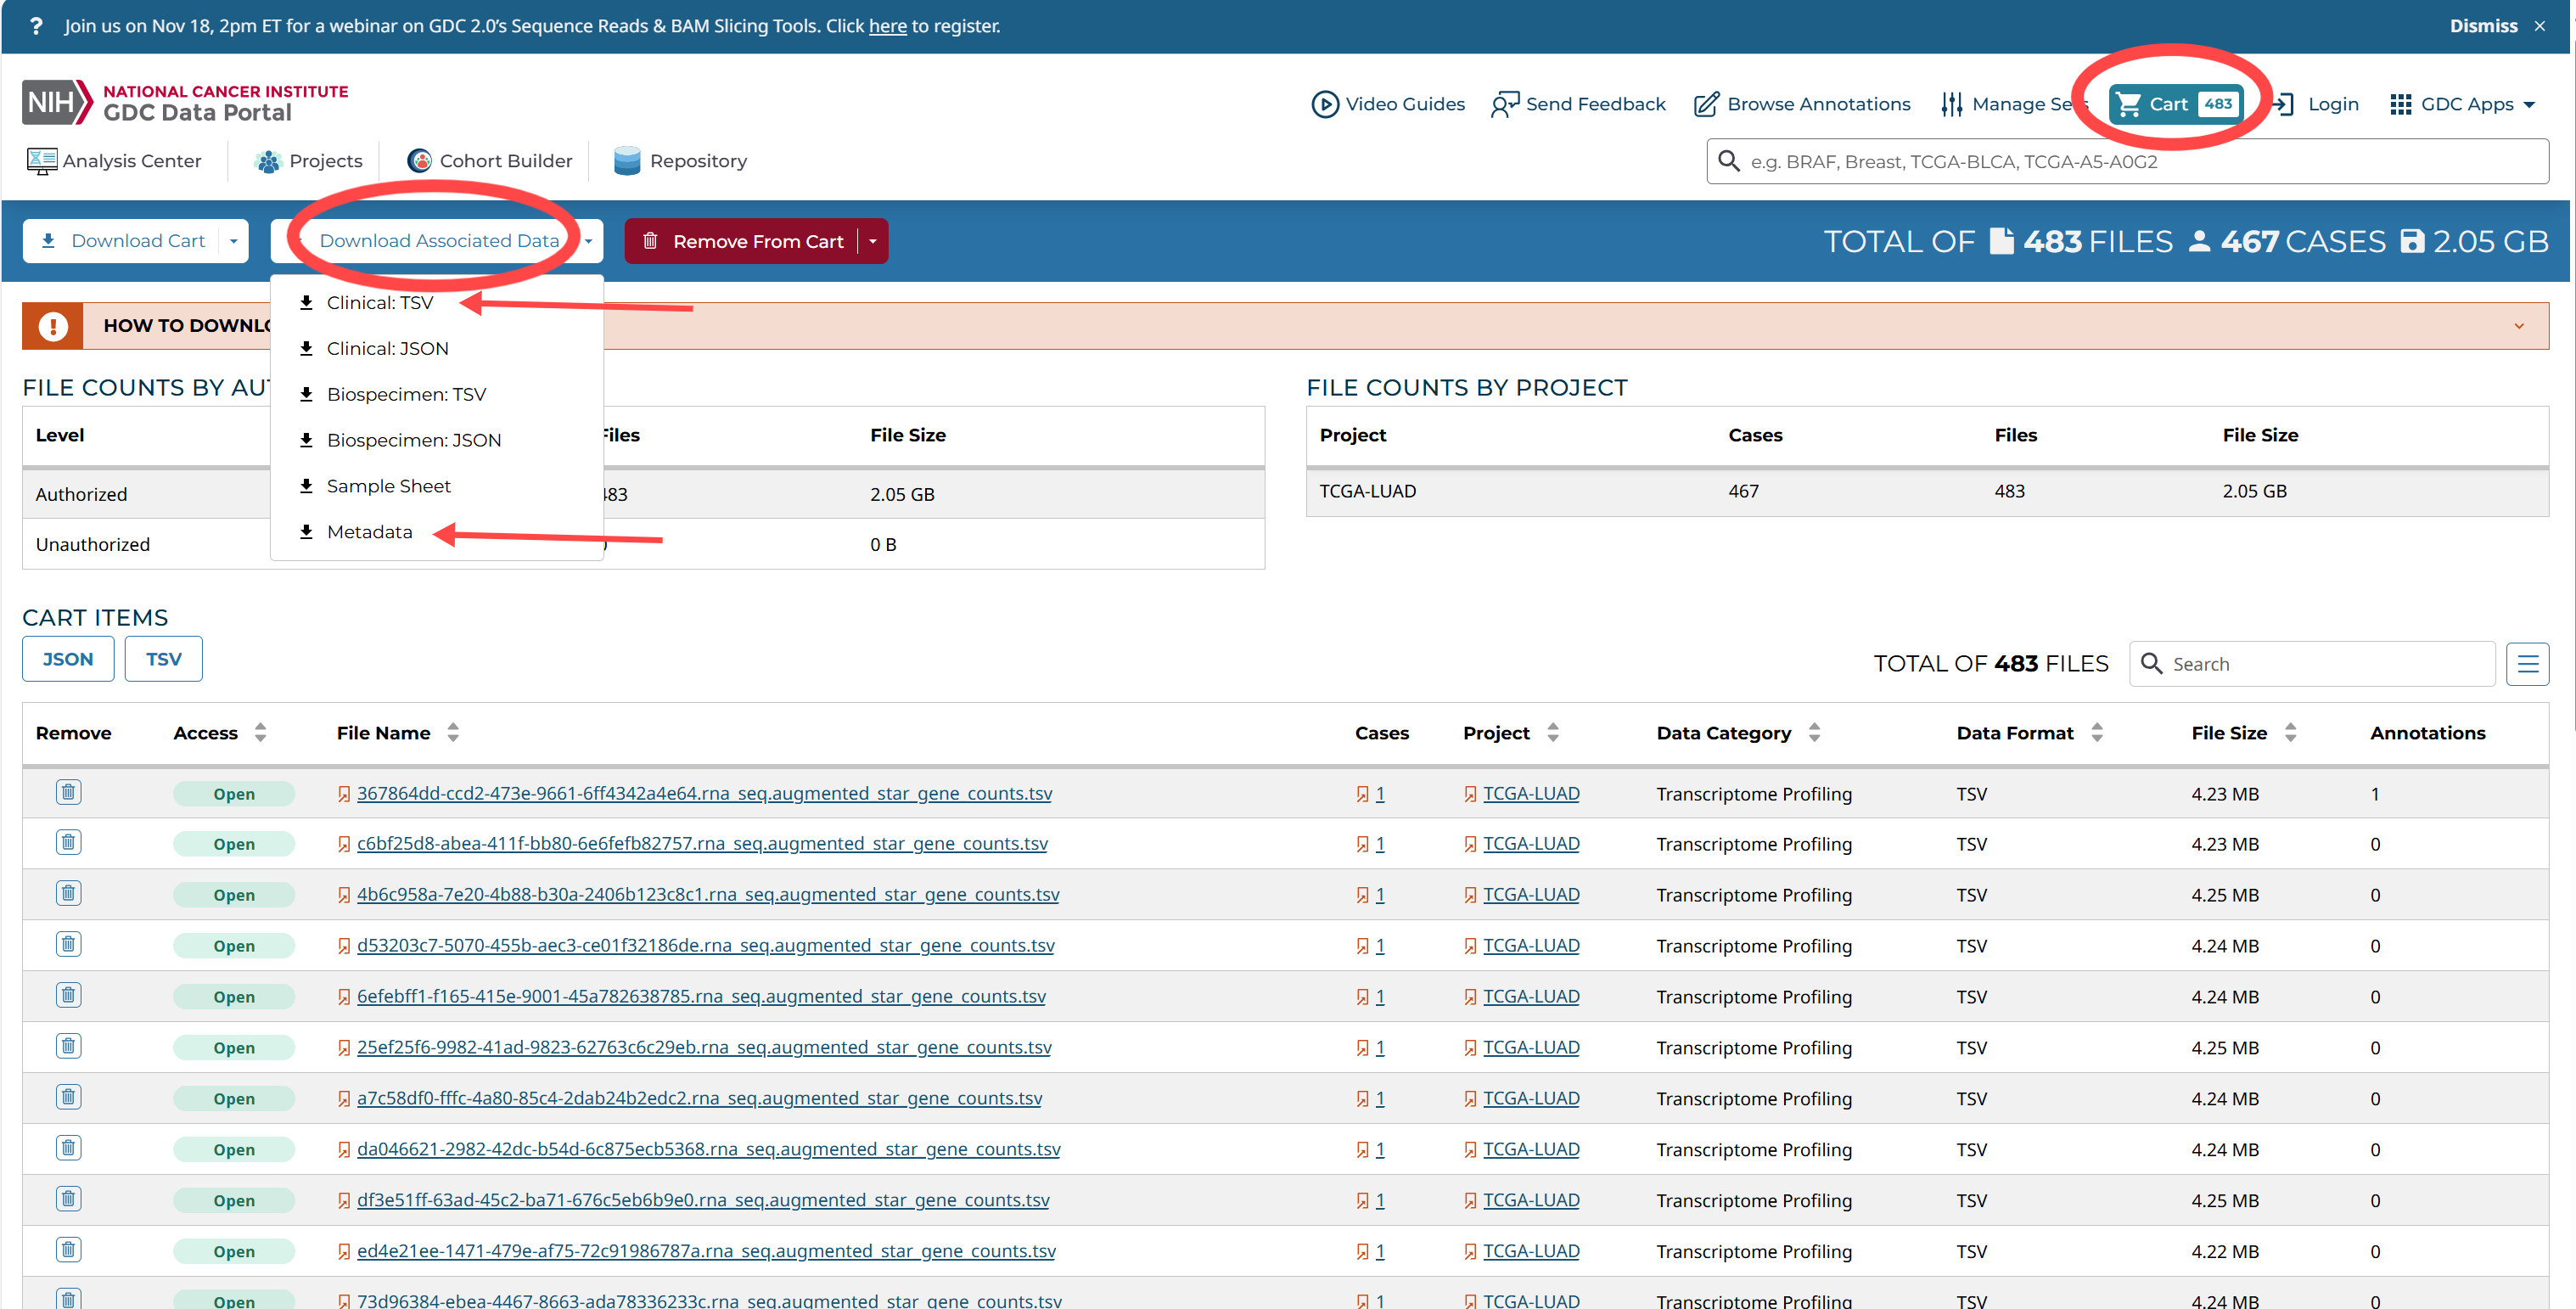 ? Join us on Nov 18, 2pm ET for a webinar on GDC 2.0's Sequence Reads & BAM Slicing Tools. Click here to register. Dismiss ×
NIH NATIONAL CANCER INSTITUTE
GDC Data Portal
Video Guides Send Feedback Browse Annotations Manage Sets Cart 483 Login GDC Apps
Analysis Center Projects Cohort Builder Repository e.g. BRAF, Breast, TCGA-BLCA, TCGA-A5-A0G2
Download Cart Download Associated Data Remove From Cart TOTAL OF 483 FILES 467 CASES 2.05 GB
Clinical: TSV
HOW TO DOWNLO
Clinical: JSON
Biospecimen: TSV
Biospecimen: JSON
Sample Sheet
Metadata
FILE COUNTS BY AUT
Level Files File Size
Authorized 483 2.05 GB
Unauthorized 0 B
FILE COUNTS BY PROJECT
Project Cases Files File Size
TCGA-LUAD 467 483 2.05 GB
CART ITEMS
JSON TSV TOTAL OF 483 FILES Search
Remove Access File Name Cases Project Data Category Data Format File Size Annotations
Open 367864dd-ccd2-473e-9661-6ff4342a4e64.rna_seq.augmented_star_gene_counts.tsv 1 TCGA-LUAD Transcriptome Profiling TSV 4.23 MB 1
Open c6bf25d8-abea-411f-bb80-6e6fefb82757.rna_seq.augmented_star_gene_counts.tsv 1 TCGA-LUAD Transcriptome Profiling TSV 4.23 MB 0
Open 4b6c958a-7e20-4b88-b30a-2406b123c8c1.rna_seq.augmented_star_gene_counts.tsv 1 TCGA-LUAD Transcriptome Profiling TSV 4.25 MB 0
Open d53203c7-5070-455b-aec3-ce01f32186de.rna_seq.augmented_star_gene_counts.tsv 1 TCGA-LUAD Transcriptome Profiling TSV 4.24 MB 0
Open 6efebff1-f165-415e-9001-45a782638785.rna_seq.augmented_star_gene_counts.tsv 1 TCGA-LUAD Transcriptome Profiling TSV 4.24 MB 0
Open 25ef25f6-9982-41ad-9823-62763c6c29eb.rna_seq.augmented_star_gene_counts.tsv 1 TCGA-LUAD Transcriptome Profiling TSV 4.25 MB 0
Open a7c58df0-fffc-4a80-85c4-2dab24b2edc2.rna_seq.augmented_star_gene_counts.tsv 1 TCGA-LUAD Transcriptome Profiling TSV 4.24 MB 0
Open da046621-2982-42dc-b54d-6c875ecb5368.rna_seq.augmented_star_gene_counts.tsv 1 TCGA-LUAD Transcriptome Profiling TSV 4.24 MB 0
Open df3e51ff-63ad-45c2-ba71-676c5eb6b9e0.rna_seq.augmented_star_gene_counts.tsv 1 TCGA-LUAD Transcriptome Profiling TSV 4.25 MB 0
Open ed4e21ee-1471-479e-af75-72c91986787a.rna_seq.augmented_star_gene_counts.tsv 1 TCGA-LUAD Transcriptome Profiling TSV 4.22 MB 0
Open 73d96384-ebea-4467-8663-ada78336233c.rna_seq.augmented_star_gene_counts.tsv 1 TCGA-LUAD Transcriptome Profiling TSV 4.24 MB 0